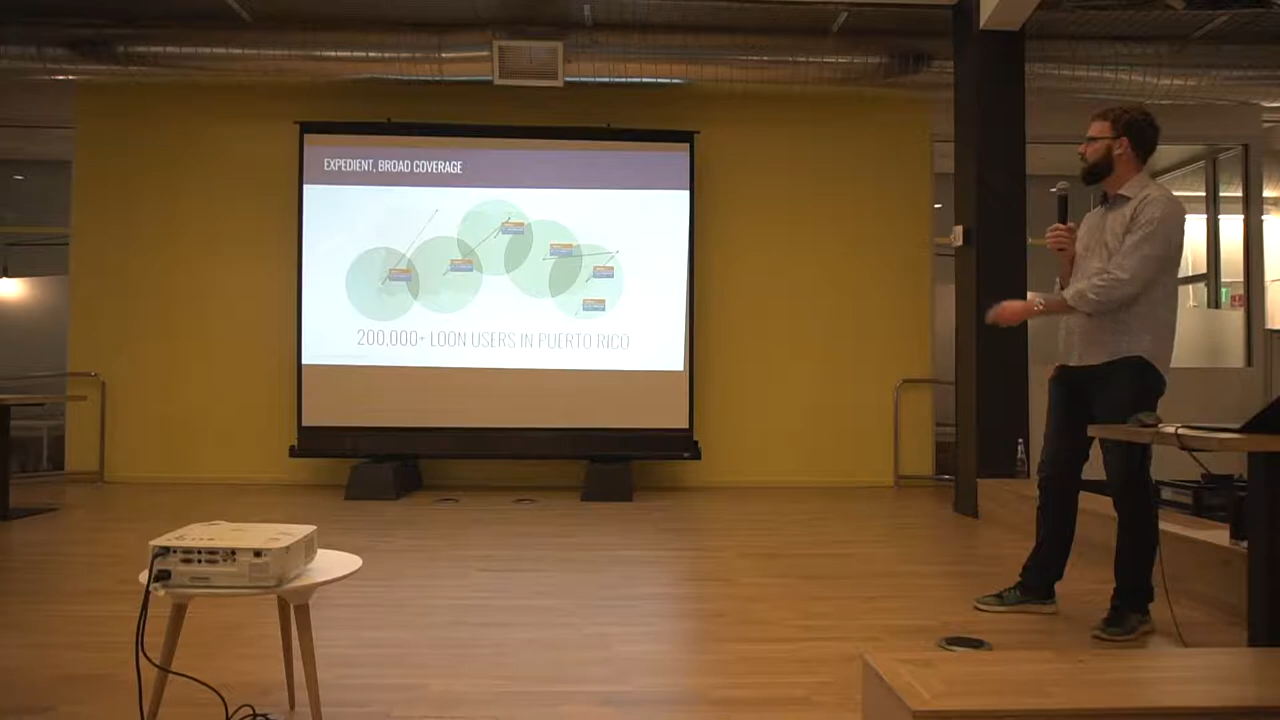 EXPEDIENT, BROAD COVERAGE
200,000+ LOON USERS IN PUERTO RICO